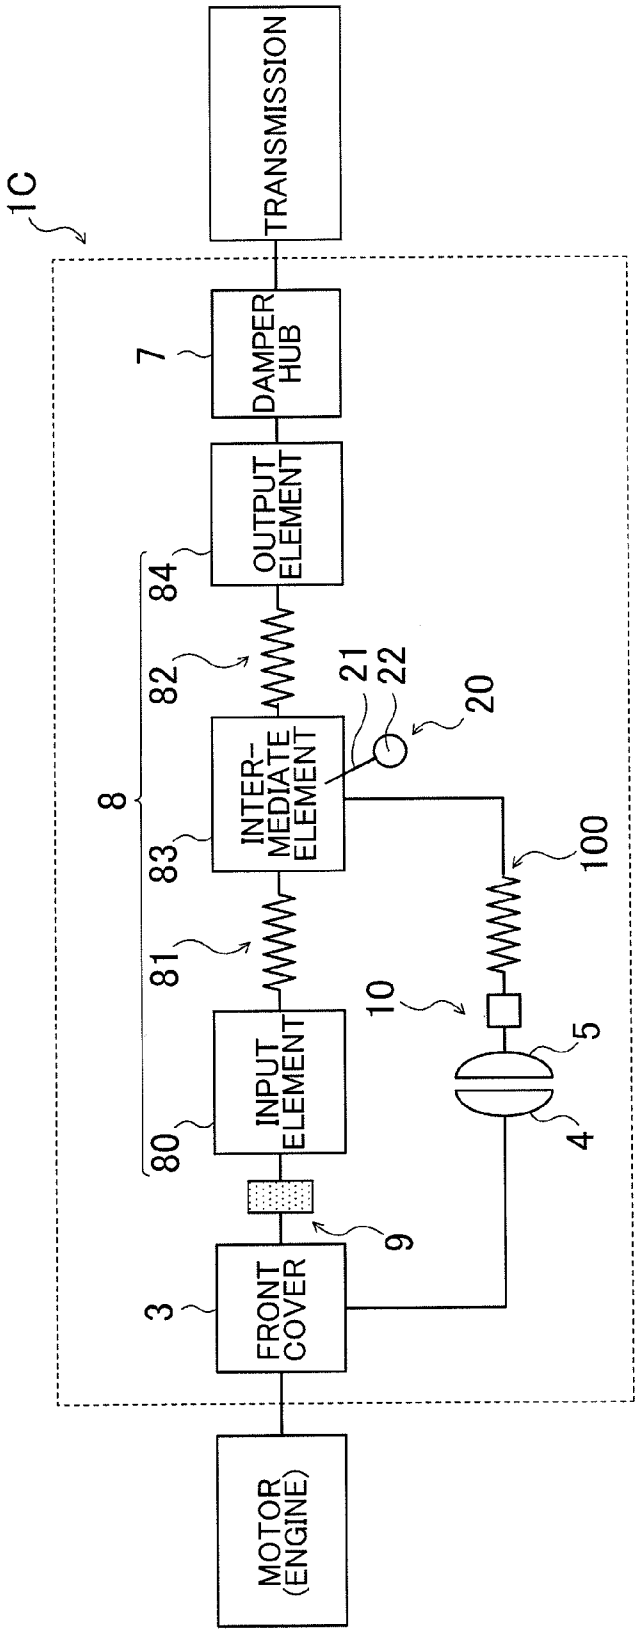 1C
8
80
81
83
82
84
7
3
MOTOR
(ENGINE)
FRONT
COVER
INPUT
ELEMENT
INTER-
MEDIATE
ELEMENT
OUTPUT
ELEMENT
DAMPER
HUB
TRANSMISSION
9
21
22
20
10
100
4
5